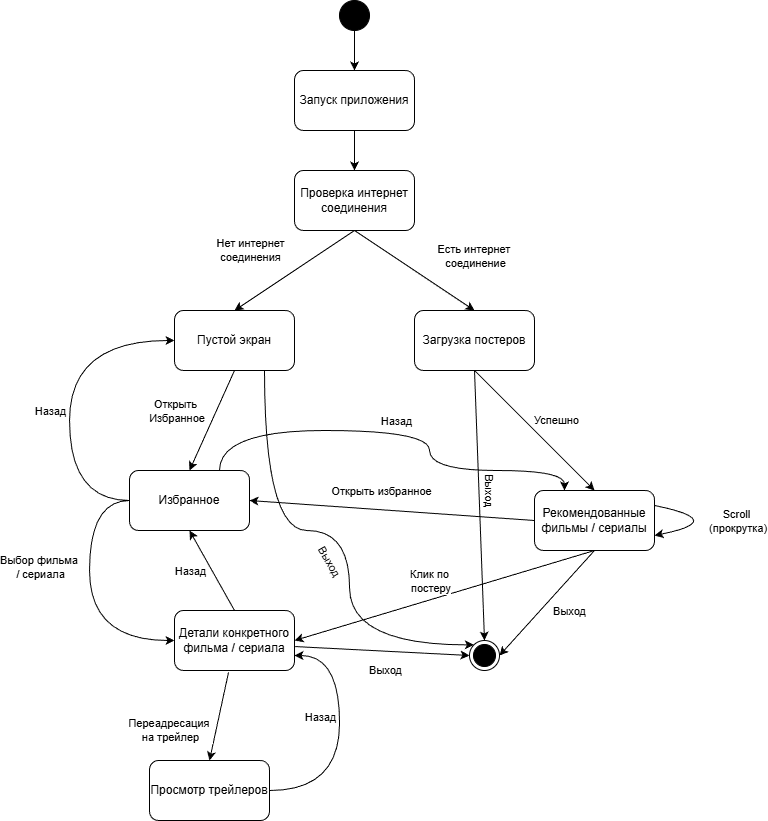 Запуск приложения
Проверка интернет
соединения
Нет интернет
соединения
Есть интернет
соединение
Пустой экран
Загрузка постеров
Назад
Открыть
Избранное
Назад
Успешно
Избранное
Открыть избранное
Выход
Рекомендованные
фильмы / сериалы
Scroll
(прокрутка)
Выбор фильма
/ сериала
Назад
Выход
Клик по
постеру
Выход
Детали конкретного
фильма / сериала
Выход
Переадресация
на трейлер
Назад
Просмотр трейлеров